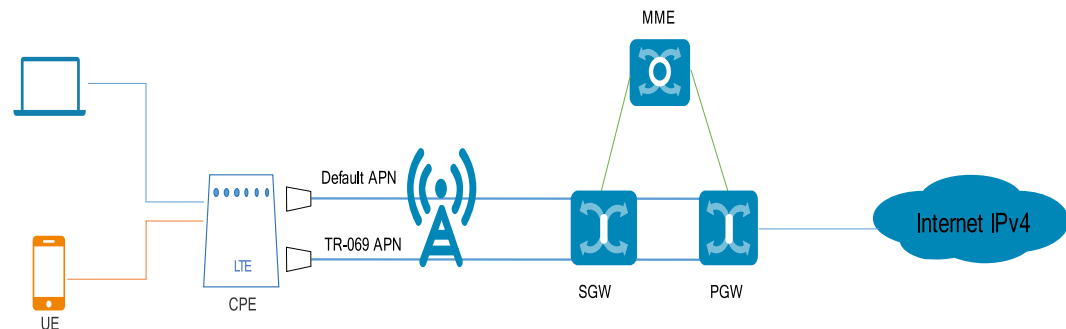 MME
Default APN
TR-069 APN
LTE
CPE
UE
SGW
PGW
Internet IPv4